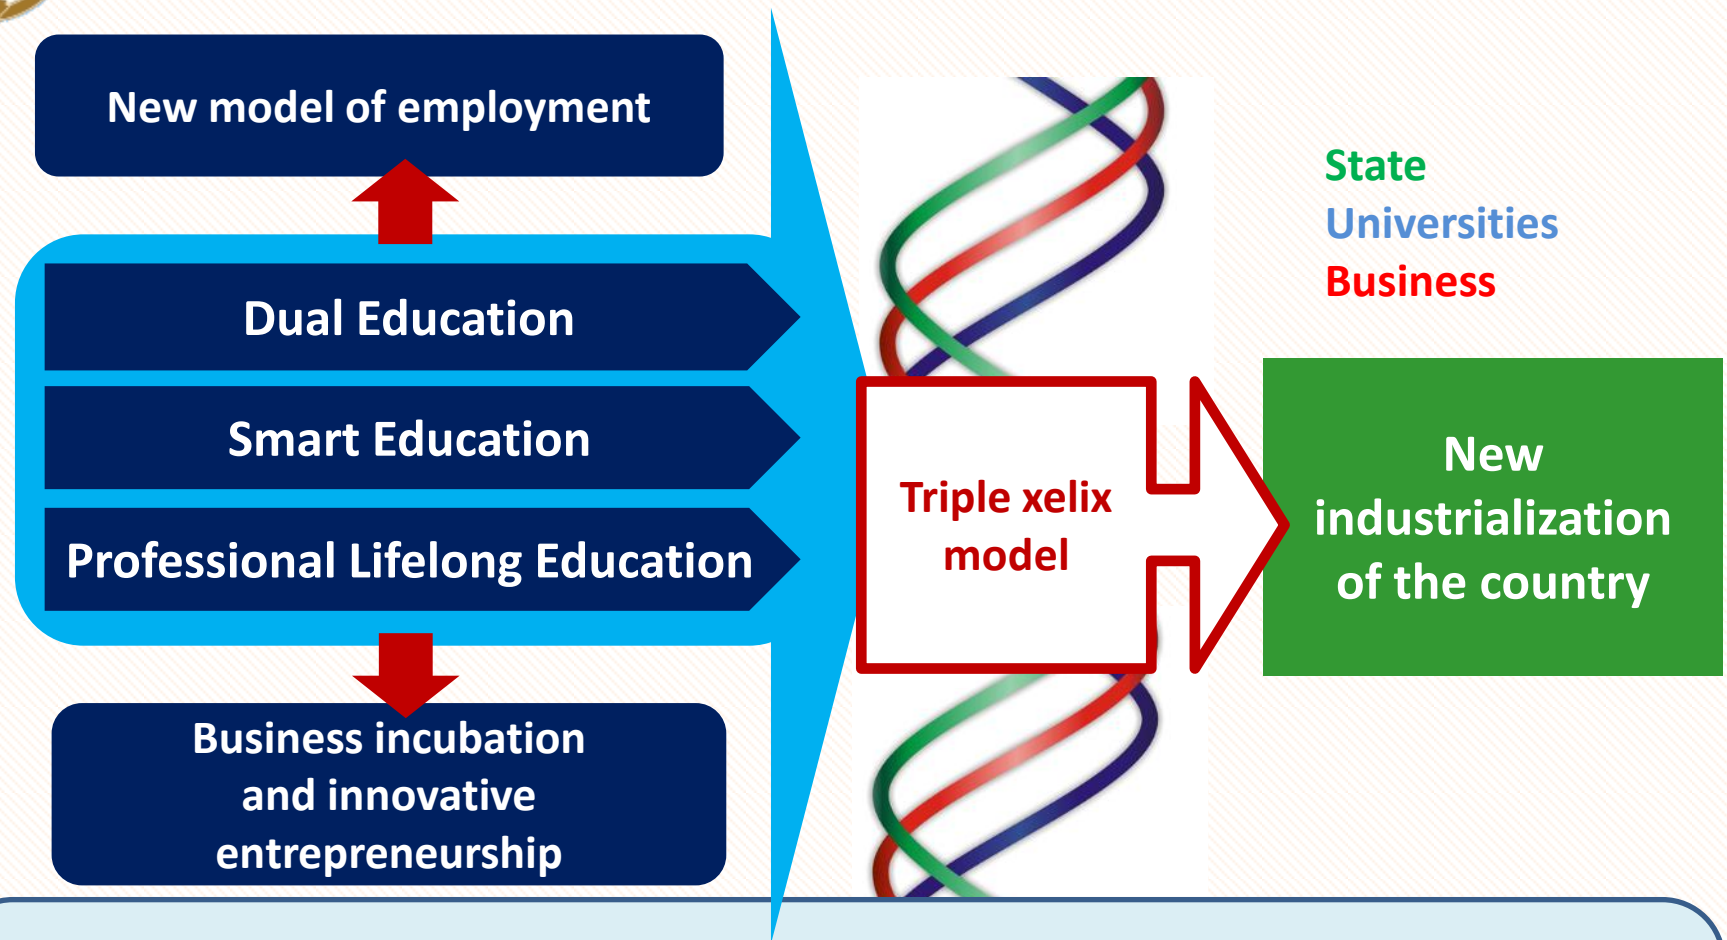 New model of employment
Dual Education
Smart Education
Professional Lifelong Education
Business incubation
and innovative
entrepreneurship
Triple xelix
model
State
Universities
Business
New
industrialization
of the country